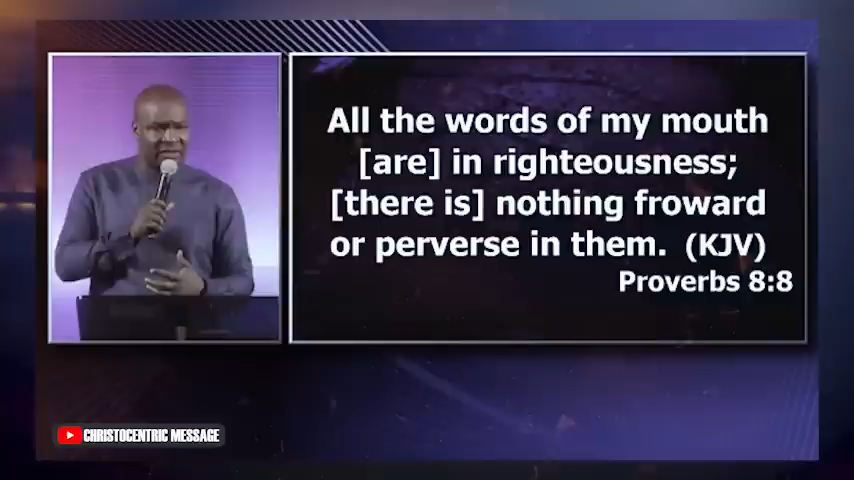 All the words of my mouth
[are] in righteousness;
[there is] nothing froward
or perverse in them. (KJV)
Proverbs 8:8
CHRISTOCENTRIC MESSAGE